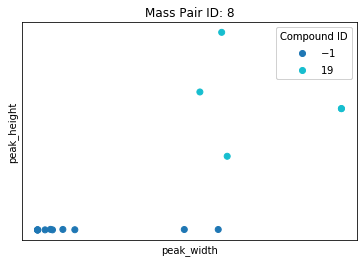 Mass Pair ID: 8
Compound ID
−1
19
peak_height
peak_width